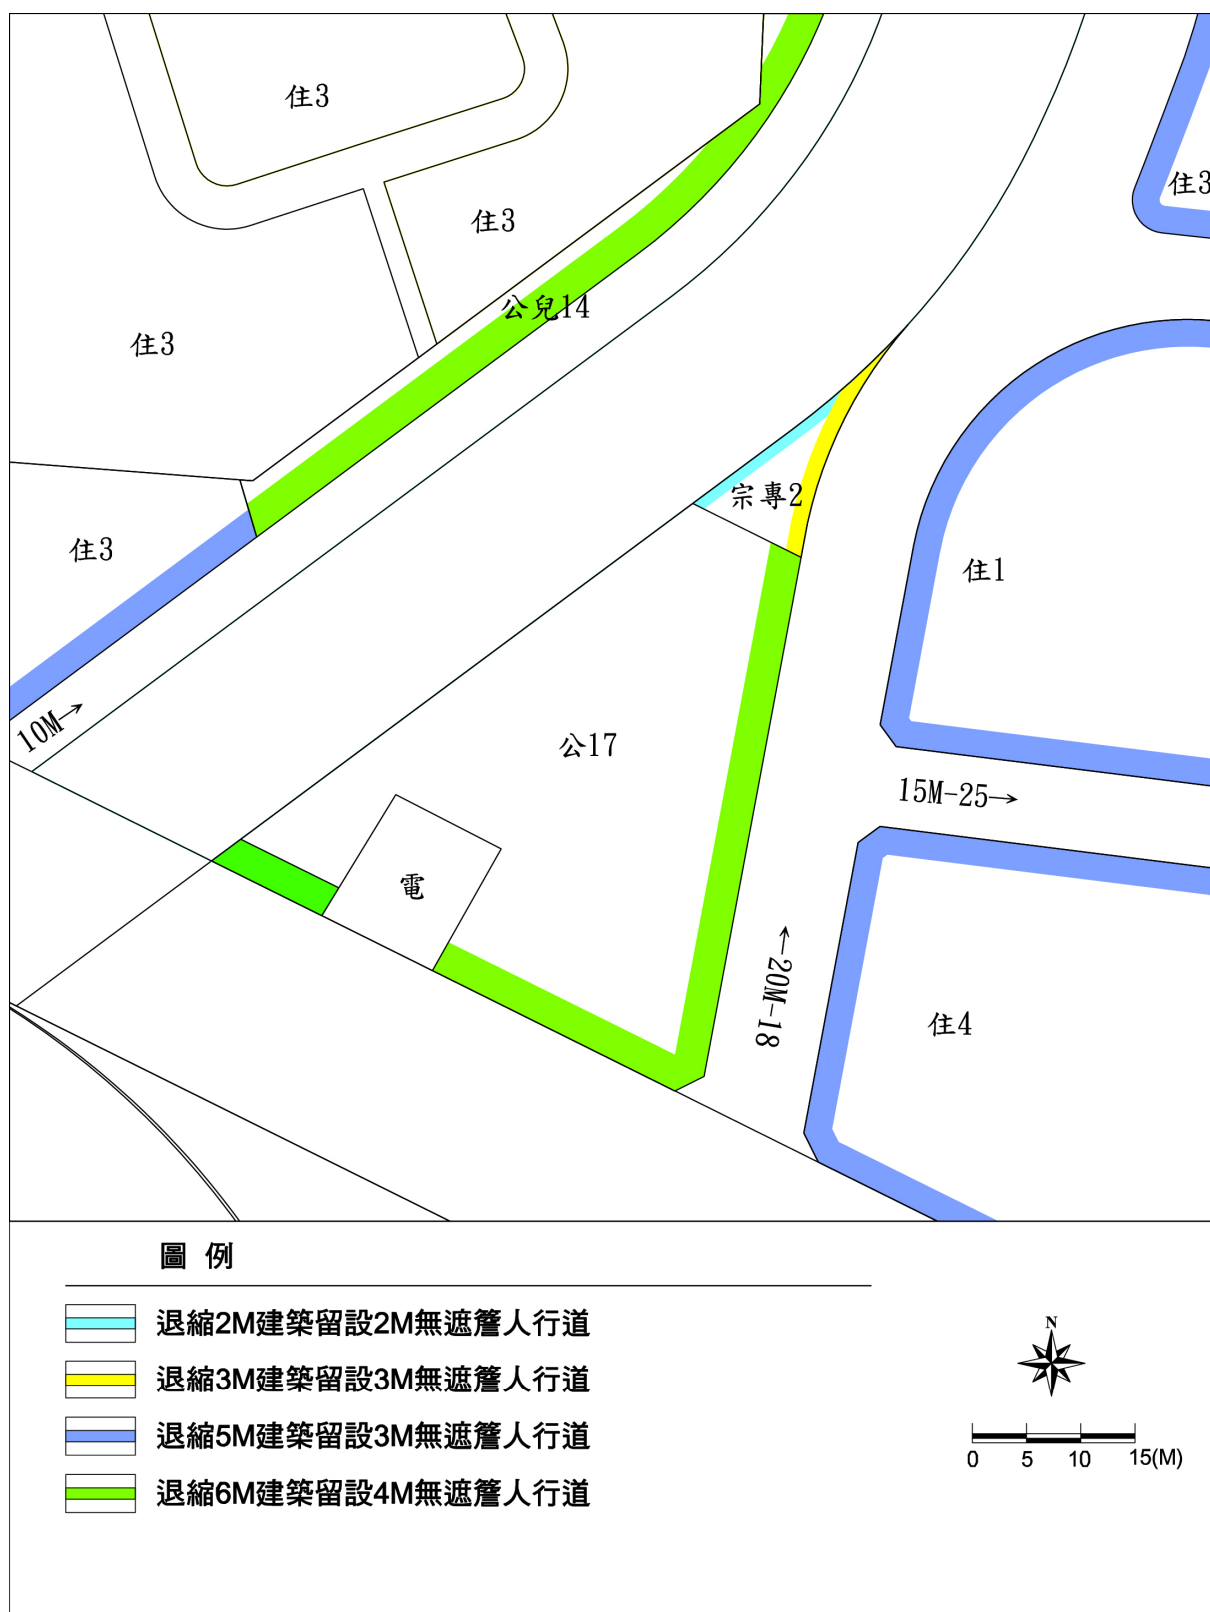 住3
住3
住3
公兒14
住3
宗專2
住3
住1
10M→
公17
15M-25→
電
←20M-18
住4
圖 例
退縮2M建築留設2M無遮簷人行道
退縮3M建築留設3M無遮簷人行道
退縮5M建築留設3M無遮簷人行道
退縮6M建築留設4M無遮簷人行道
N
0 5 10 15(M)